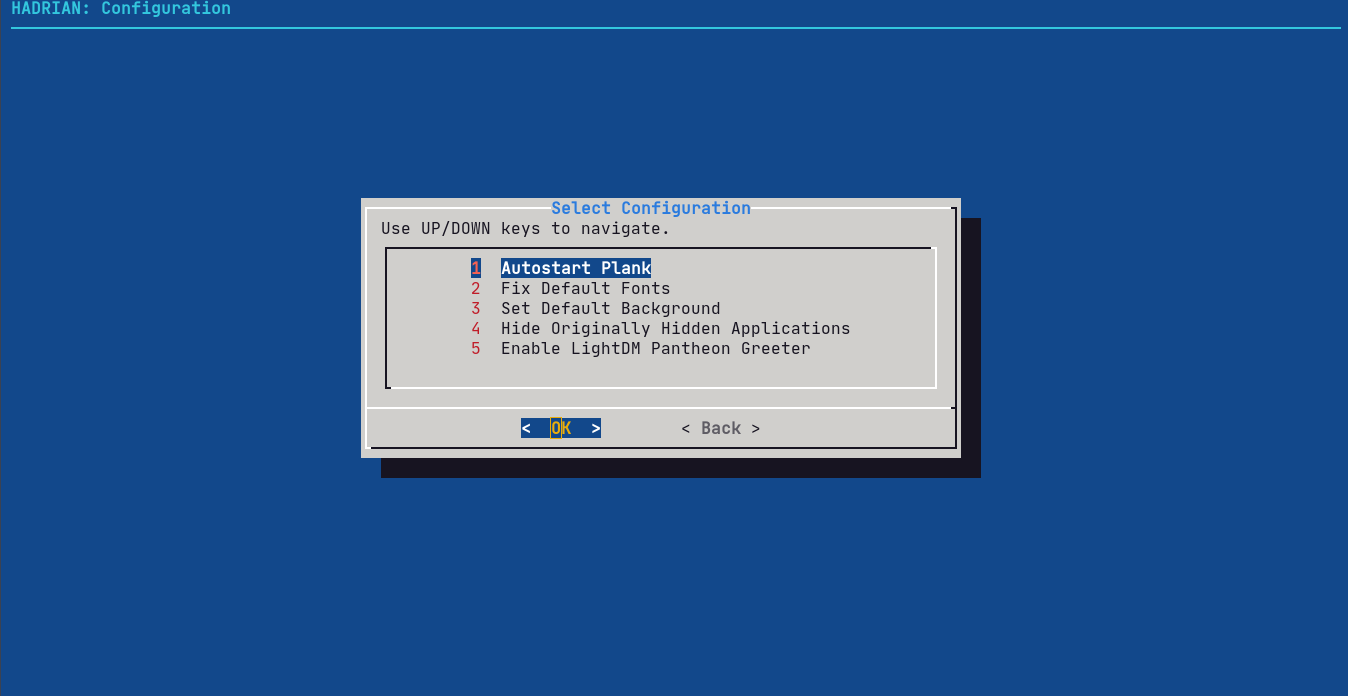 HADRIAN: Configuration
Select Configuration
Use UP/DOWN keys to navigate.
1 Autostart Plank
2 Fix Default Fonts
3 Set Default Background
4 Hide Originally Hidden Applications
5 Enable LightDM Pantheon Greeter
< OK > < Back >